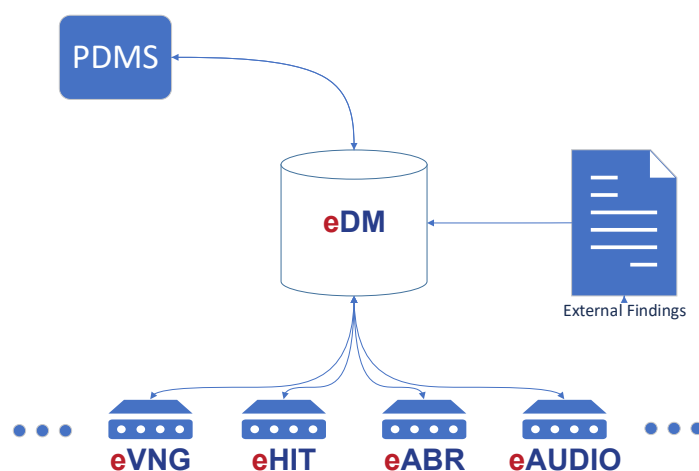 PDMS
eDM
External Findings
eVNG
eHIT
eABR
eAUDIO